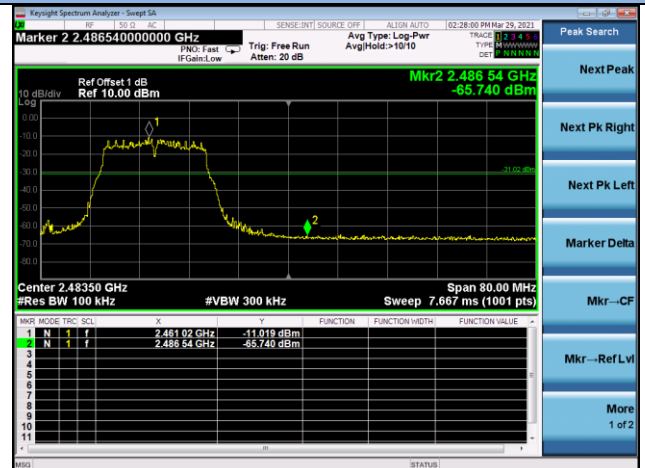 Keysight Spectrum Analyzer - Swept SA
RF 50 Ω AC SENSE:INT SOURCE OFF ALIGN AUTO 02:28:00 PM Mar 29, 2021
Marker 2 2.486540000000 GHz
PNO: Fast
IFGain:Low
Trig: Free Run
Atten: 20 dB
Avg Type: Log-Pwr
Avg|Hold:>10/10
TRACE 1 2 3 4 5 6
TYPE M WWWWW
DET P N N N N N
Peak Search
Ref Offset 1 dB
Ref 10.00 dBm
Mkr2 2.486 54 GHz
-65.740 dBm
10 dB/div
Log
0.00
-10.0
-20.0
-30.0
-40.0
-50.0
-60.0
-70.0
-80.0
1
-31.02 dBm
2
Center 2.48350 GHz
Span 80.00 MHz
#Res BW 100 kHz
#VBW 300 kHz
Sweep 7.667 ms (1001 pts)
MKR MODE TRC SCL X Y FUNCTION FUNCTION WIDTH FUNCTION VALUE
1 N 1 f 2.461 02 GHz -11.019 dBm
2 N 1 f 2.486 54 GHz -65.740 dBm
3
4
5
6
7
8
9
10
11
MSG
STATUS
Next Peak
Next Pk Right
Next Pk Left
Marker Delta
Mkr→CF
Mkr→Ref Lvl
More
1 of 2